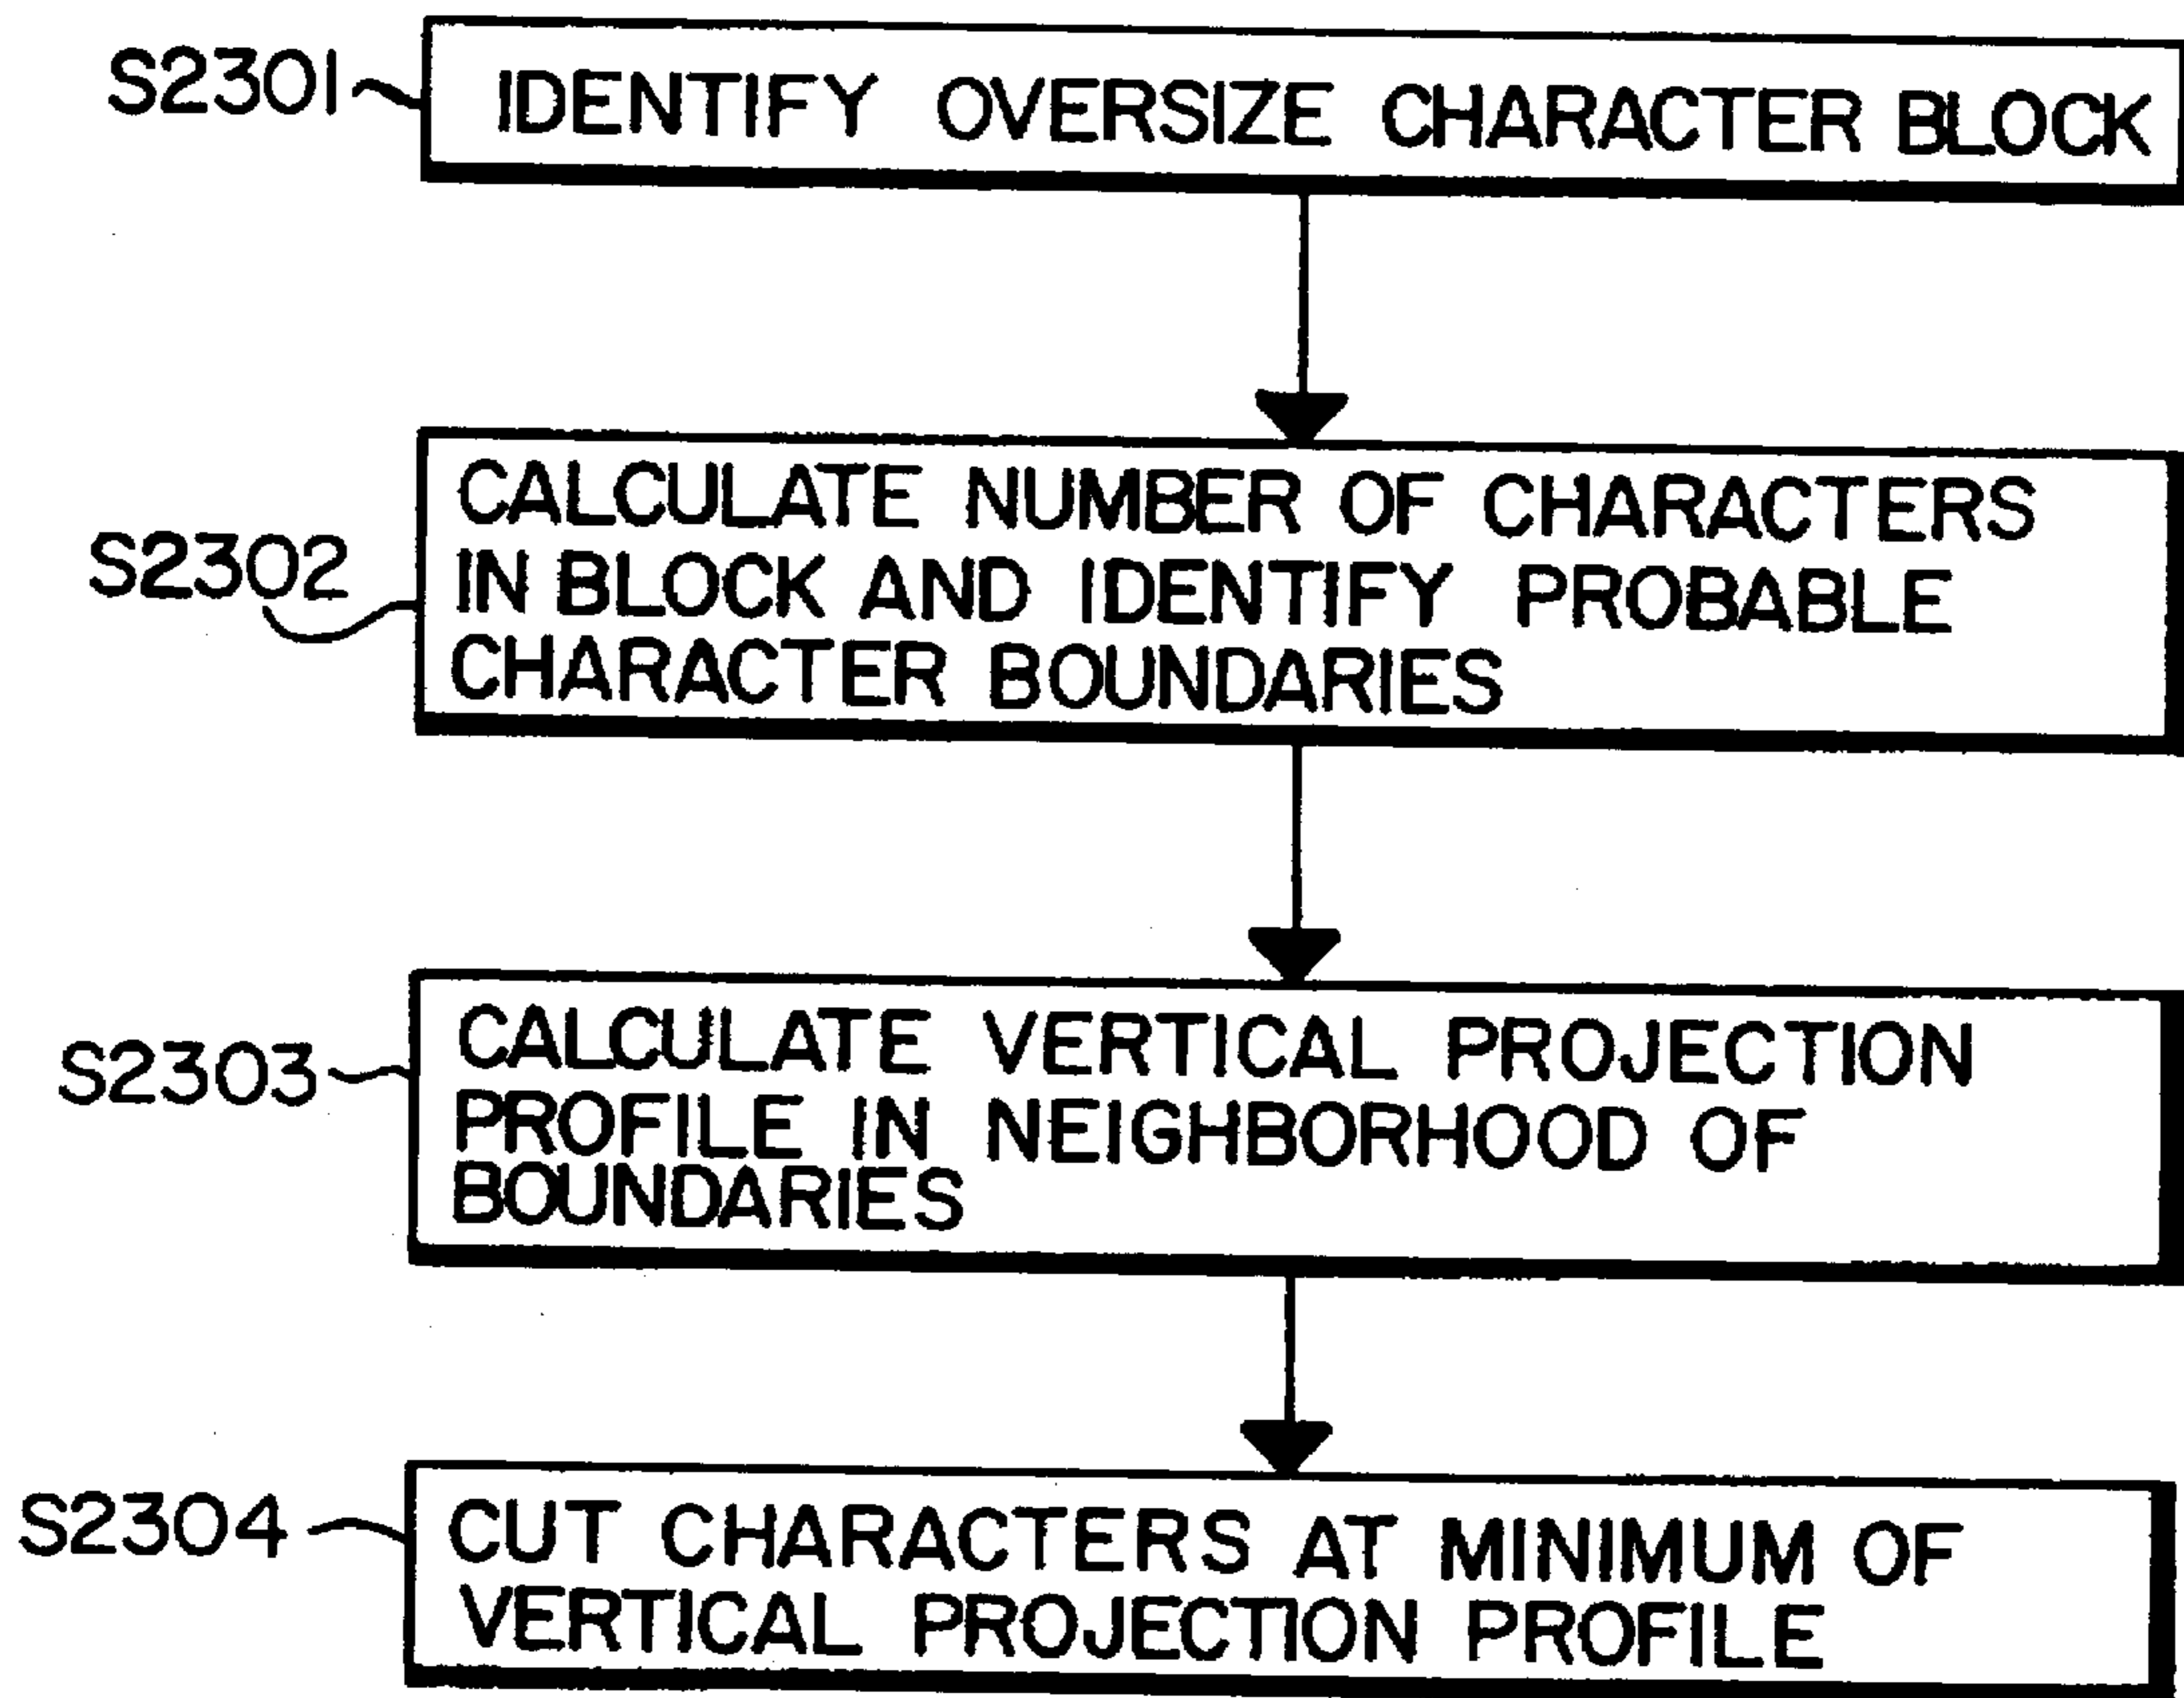 S2301
IDENTIFY OVERSIZE CHARACTER BLOCK
S2302
CALCULATE NUMBER OF CHARACTERS
IN BLOCK AND IDENTIFY PROBABLE
CHARACTER BOUNDARIES
S2303
CALCULATE VERTICAL PROJECTION
PROFILE IN NEIGHBORHOOD OF
BOUNDARIES
S2304
CUT CHARACTERS AT MINIMUM OF
VERTICAL PROJECTION PROFILE